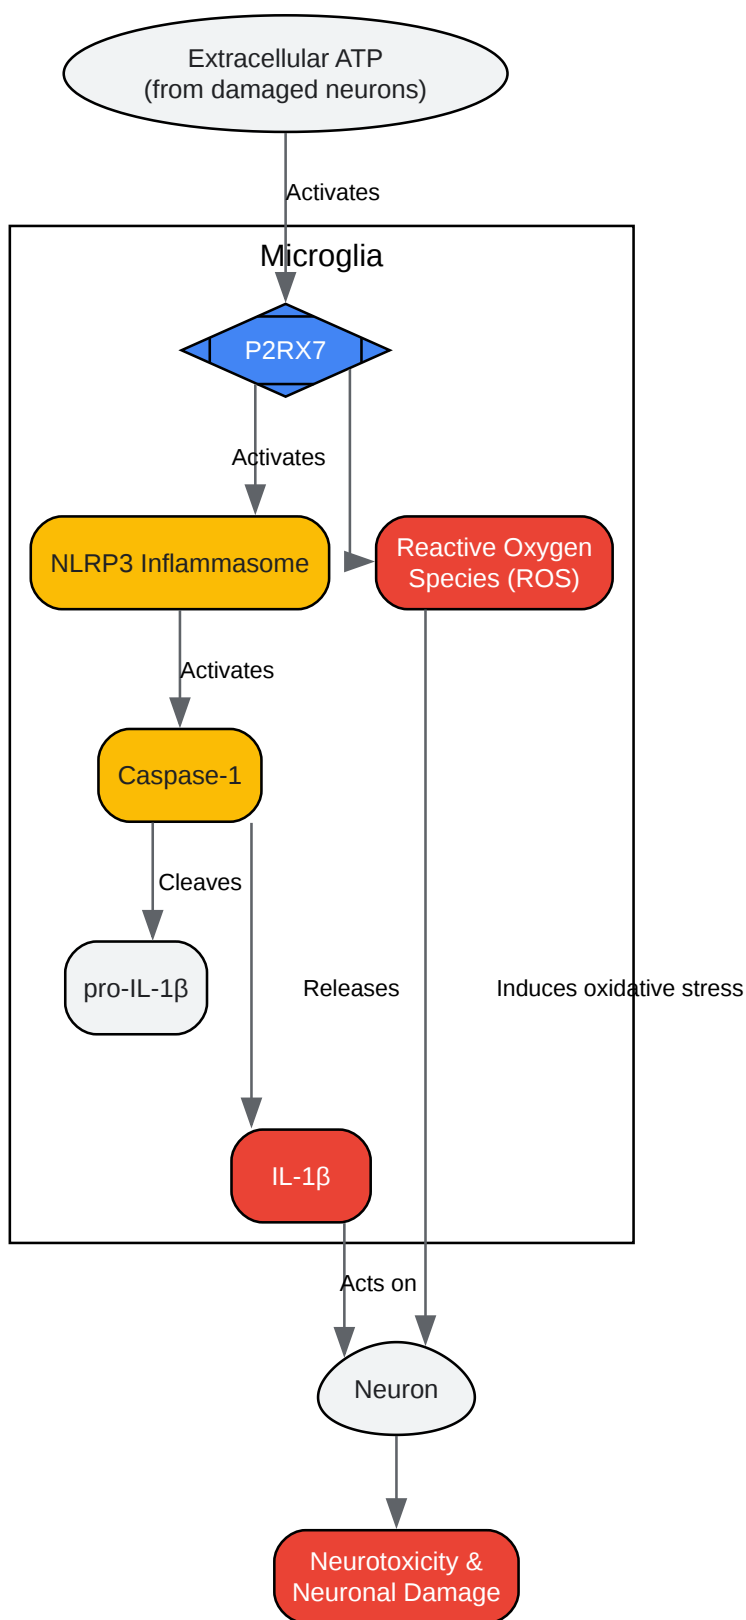 Extracellular ATP
(from damaged neurons)
Activates
Microglia
P2RX7
Activates
NLRP3 Inflammasome
Reactive Oxygen
Species (ROS)
Activates
Caspase-1
Cleaves
pro-IL-1β
Releases
Induces oxidative stress
IL-1β
Acts on
Neuron
Neurotoxicity &
Neuronal Damage